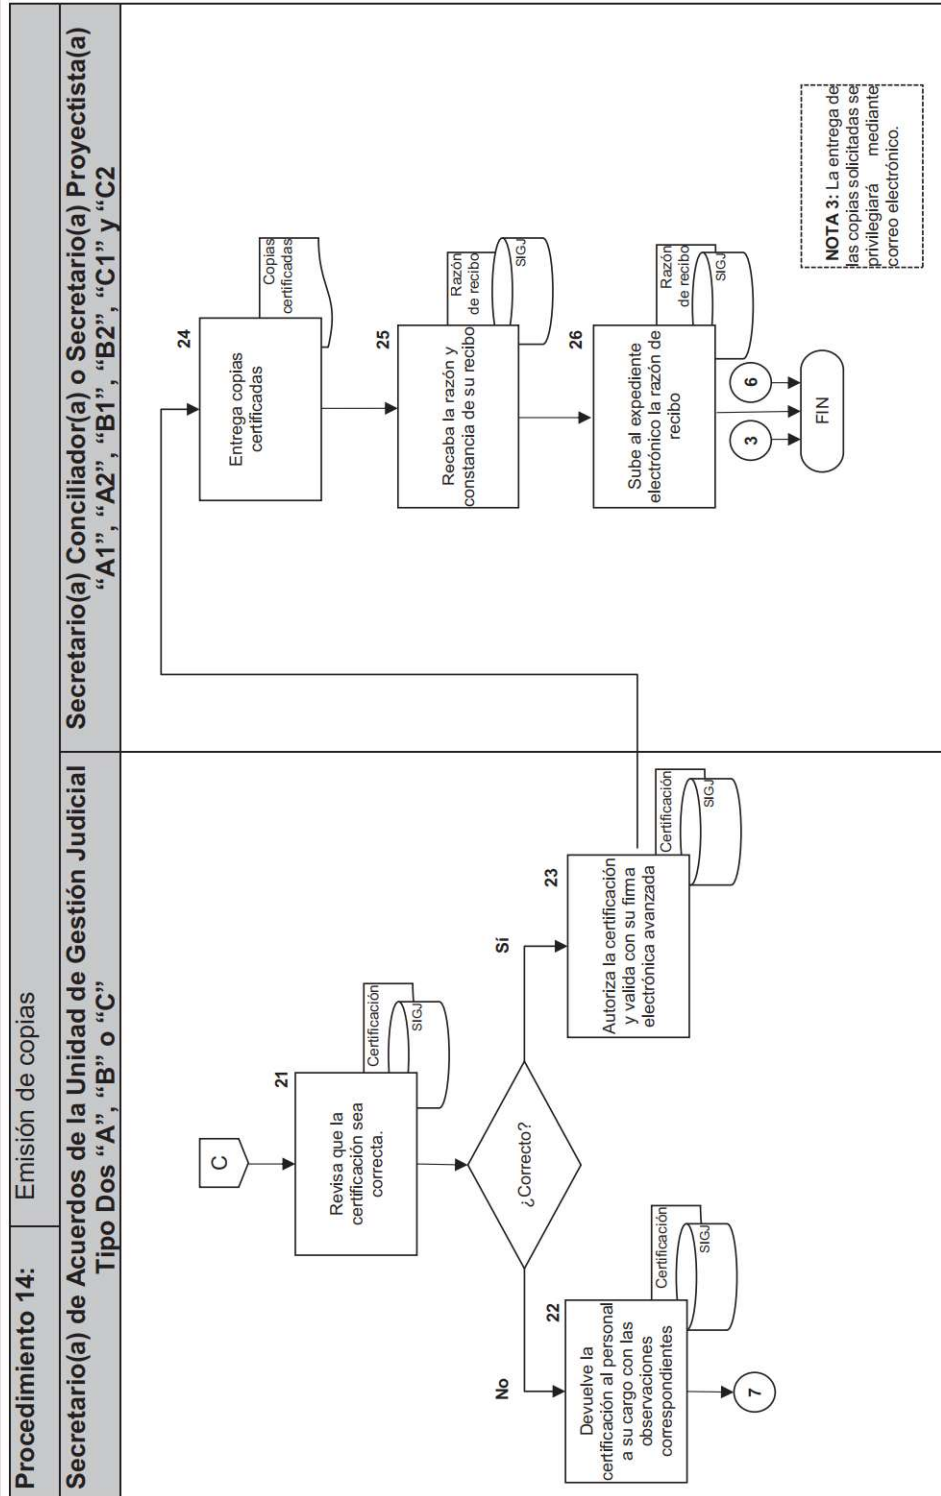 Procedimiento 14:
Emisión de copias
Secretario(a) de Acuerdos de la Unidad de Gestión Judicial
Tipo Dos “A”, “B” o “C”
Secretario(a) Conciliador(a) o Secretario(a) Proyectista(a)
“A1”, “A2”, “B1”, “B2”, “C1” y “C2
C
21
Revisa que la
certificación sea
correcta.
Certificación
SIGJ
¿Correcto?
No
Sí
22
Devuelve la
certificación al personal
a su cargo con las
observaciones
correspondientes
Certificación
SIGJ
7
23
Autoriza la certificación
y valida con su firma
electrónica avanzada
Certificación
SIGJ
24
Entrega copias
certificadas
Copias
certificadas
25
Recaba la razón y
constancia de su recibo
Razón
de recibo
SIGJ
26
Sube al expediente
electrónico la razón de
recibo
Razón
de recibo
SIGJ
3
6
FIN
NOTA 3: La entrega de
las copias solicitadas se
privilegiará mediante
correo electrónico.